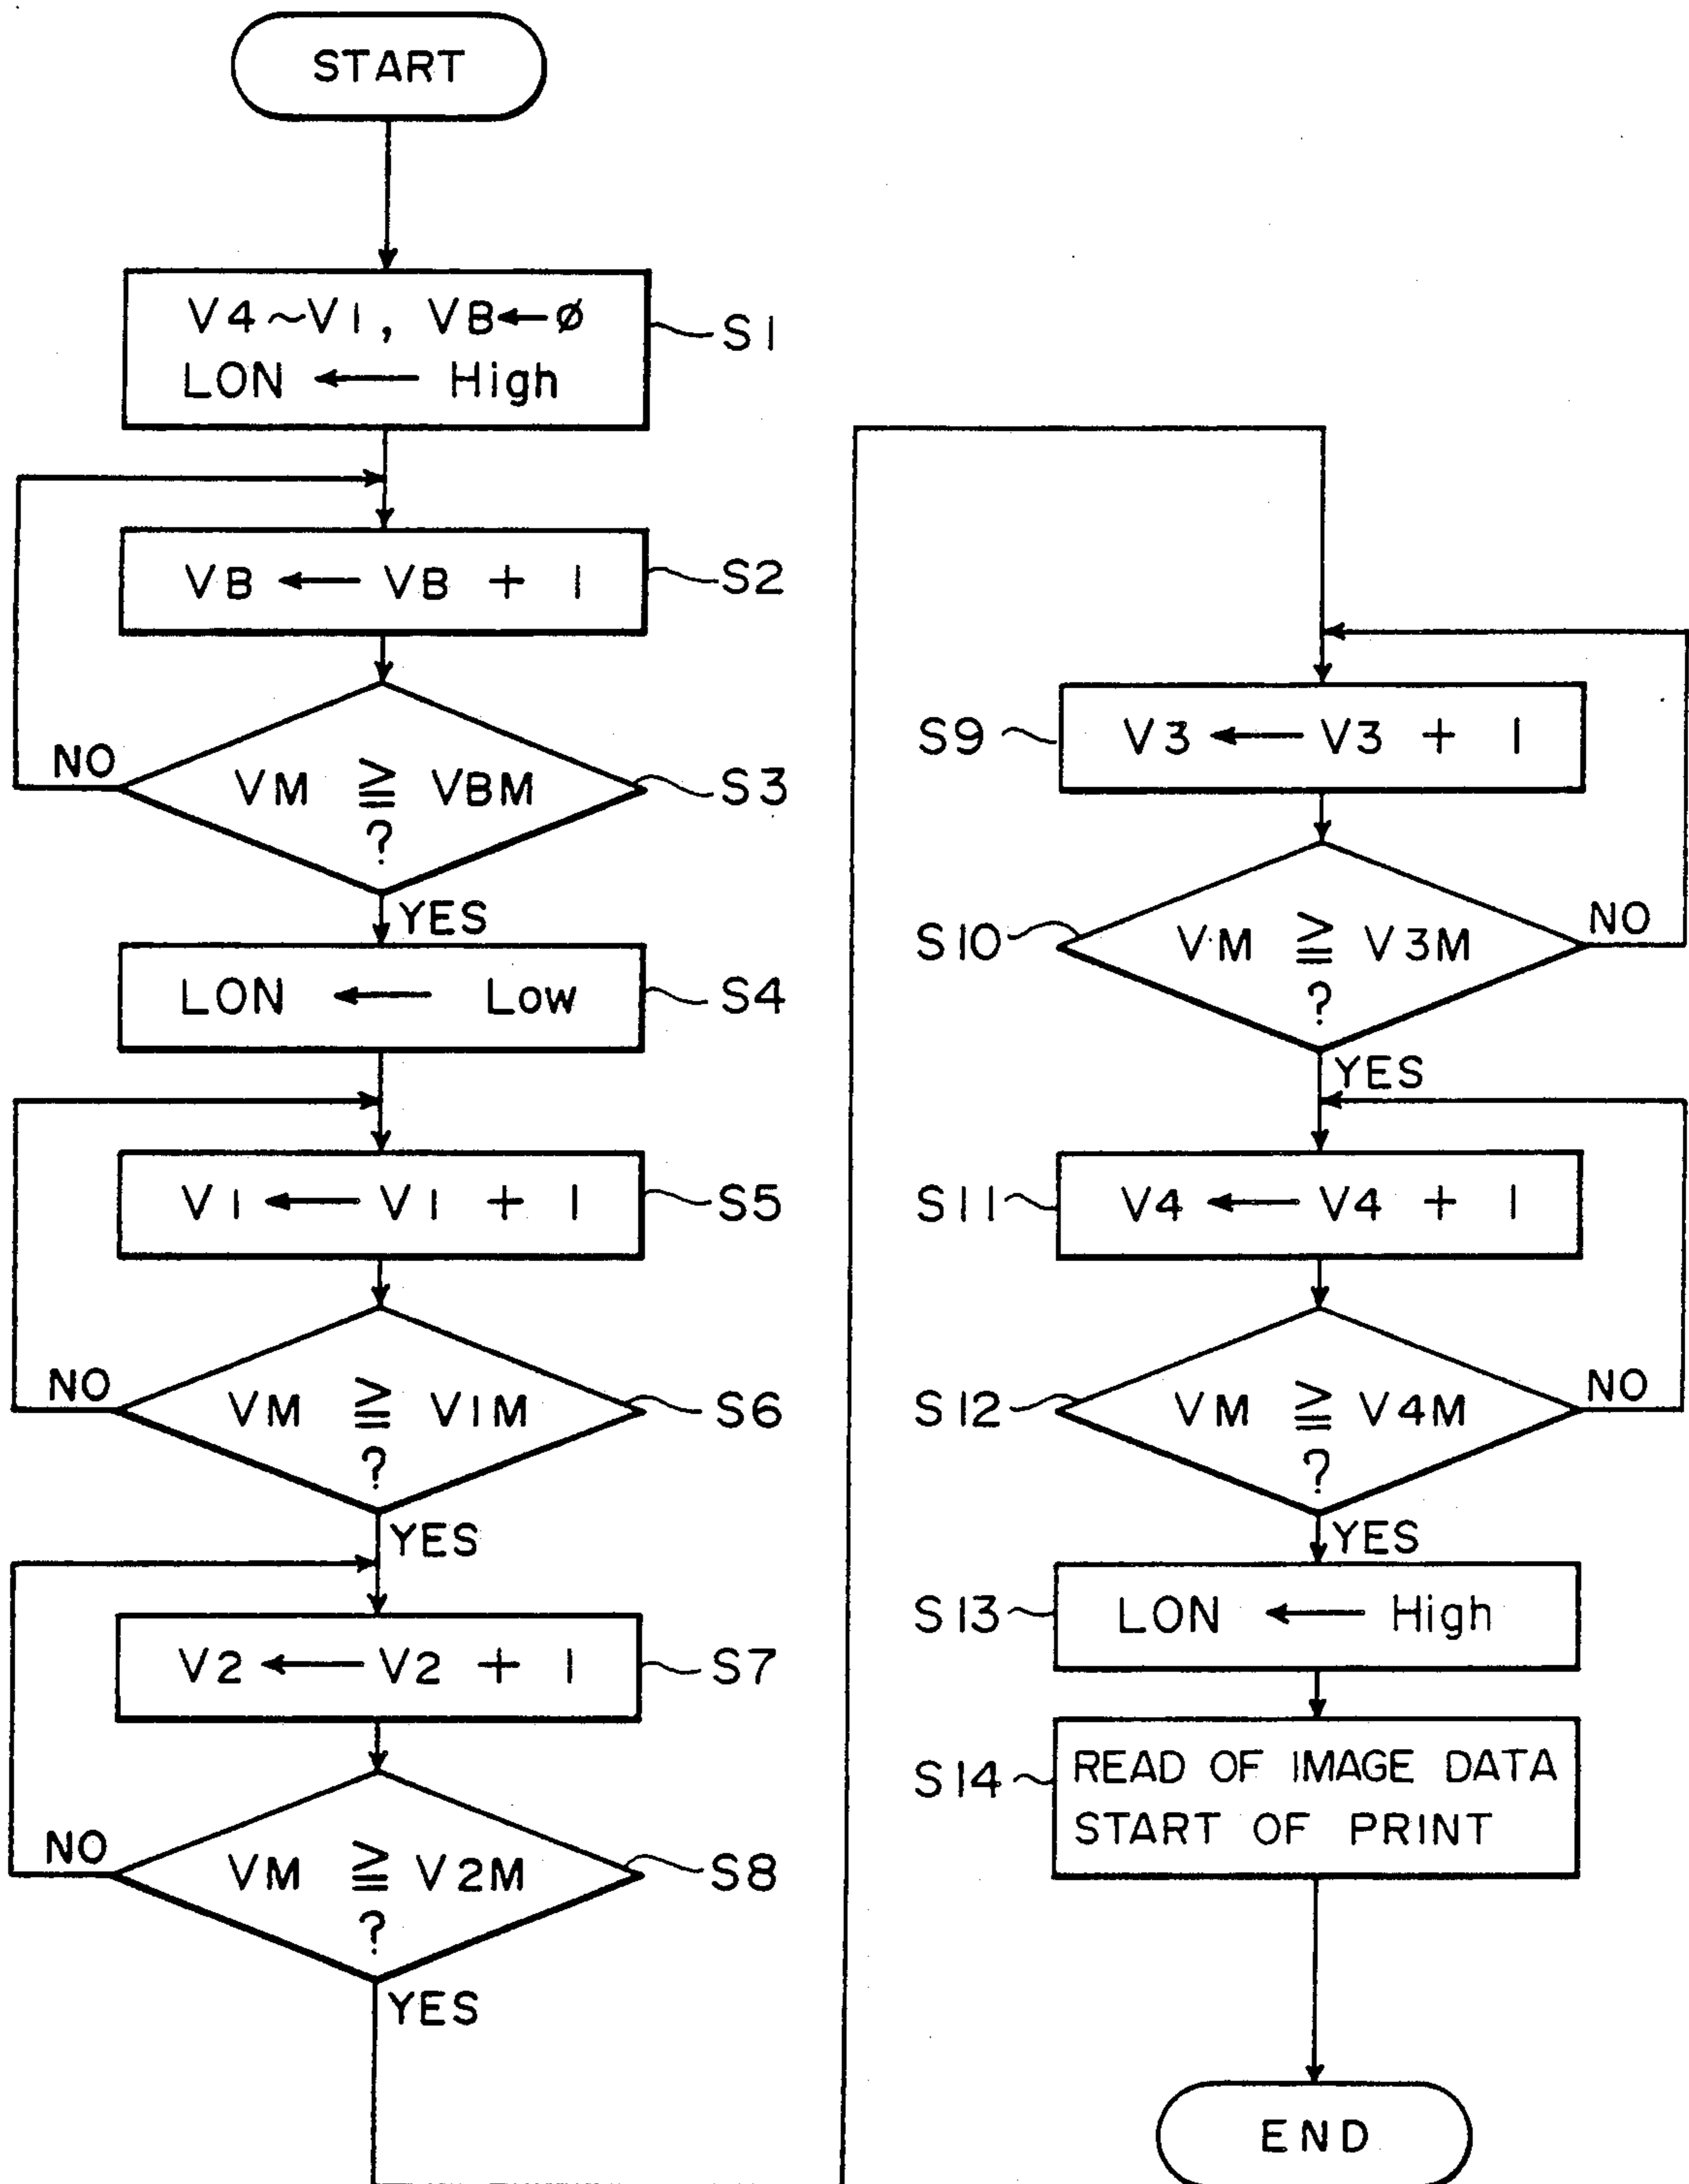 START
V4~V1, VB←ø
LON ← High
S1
VB ← VB + 1
S2
NO
VM ≧ VBM
?
S3
YES
LON ← Low
S4
V1 ← V1 + 1
S5
NO
VM ≧ V1M
?
S6
YES
V2 ← V2 + 1
S7
NO
VM ≧ V2M
?
S8
YES
S9
V3 ← V3 + 1
S10
VM ≧ V3M
?
NO
YES
S11
V4 ← V4 + 1
S12
VM ≧ V4M
?
NO
YES
S13
LON ← High
S14
READ OF IMAGE DATA
START OF PRINT
END